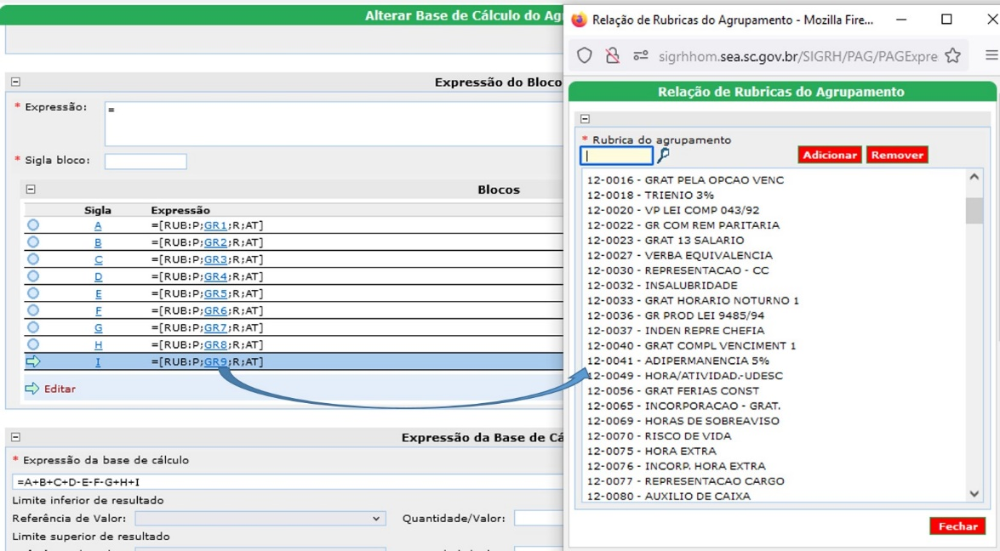 Alterar Base de Cálculo do Ag
Expressão do Bloco
* Expressão:
=
* Sigla bloco:
Blocos
Sigla Expressão
A =[RUB:P;GR1;R;AT]
B =[RUB:P;GR2;R;AT]
C =[RUB:P;GR3;R;AT]
D =[RUB:P;GR4;R;AT]
E =[RUB:P;GR5;R;AT]
F =[RUB:P;GR6;R;AT]
G =[RUB:P;GR7;R;AT]
H =[RUB:P;GR8;R;AT]
I =[RUB:P;GR9;R;AT]
Editar
Expressão da Base de Cá
* Expressão da base de cálculo
=A+B+C+D-E-F-G+H+I
Limite inferior de resultado
Referência de Valor: Quantidade/Valor:
Limite superior de resultado
Relação de Rubricas do Agrupamento - Mozilla Fire...
sigrhhom.sea.sc.gov.br/SIGRH/PAG/PAGExpre
Relação de Rubricas do Agrupamento
* Rubrica do agrupamento
Adicionar Remover
12-0016 - GRAT PELA OPCAO VENC
12-0018 - TRIENIO 3%
12-0020 - VP LEI COMP 043/92
12-0022 - GR COM REM PARITARIA
12-0023 - GRAT 13 SALARIO
12-0027 - VERBA EQUIVALENCIA
12-0030 - REPRESENTACAO - CC
12-0032 - INSALUBRIDADE
12-0033 - GRAT HORARIO NOTURNO 1
12-0036 - GR PROD LEI 9485/94
12-0037 - INDEN REPRE CHEFIA
12-0040 - GRAT COMPL VENCIMENT 1
12-0041 - ADIPERMANENCIA 5%
12-0049 - HORA/ATIVIDAD.-UDESC
12-0056 - GRAT FERIAS CONST
12-0065 - INCORPORACAO - GRAT.
12-0069 - HORAS DE SOBREAVISO
12-0070 - RISCO DE VIDA
12-0075 - HORA EXTRA
12-0076 - INCORP. HORA EXTRA
12-0077 - REPRESENTACAO CARGO
12-0080 - AUXILIO DE CAIXA
Fechar